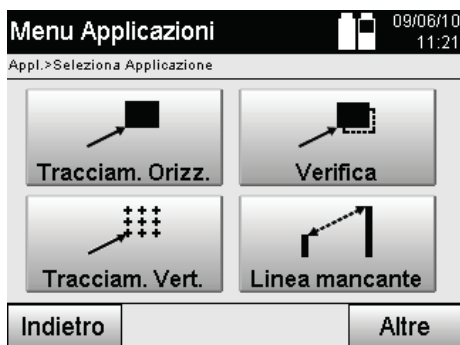 Menu Applicazioni
09/06/10
11:21
Appl.>Seleziona Applicazione
Tracciam. Orizz.
Verifica
Tracciam. Vert.
Linea mancante
Indietro
Altre